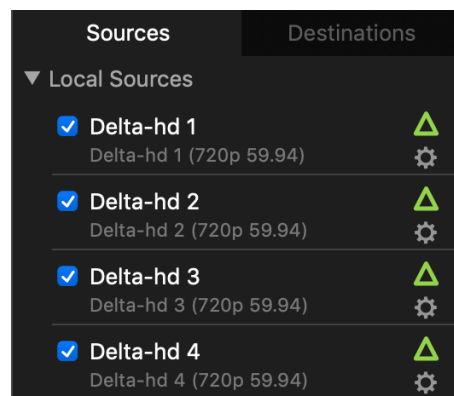 Sources
Destinations
Local Sources
Delta-hd 1
Delta-hd 1 (720p 59.94)
Delta-hd 2
Delta-hd 2 (720p 59.94)
Delta-hd 3
Delta-hd 3 (720p 59.94)
Delta-hd 4
Delta-hd 4 (720p 59.94)